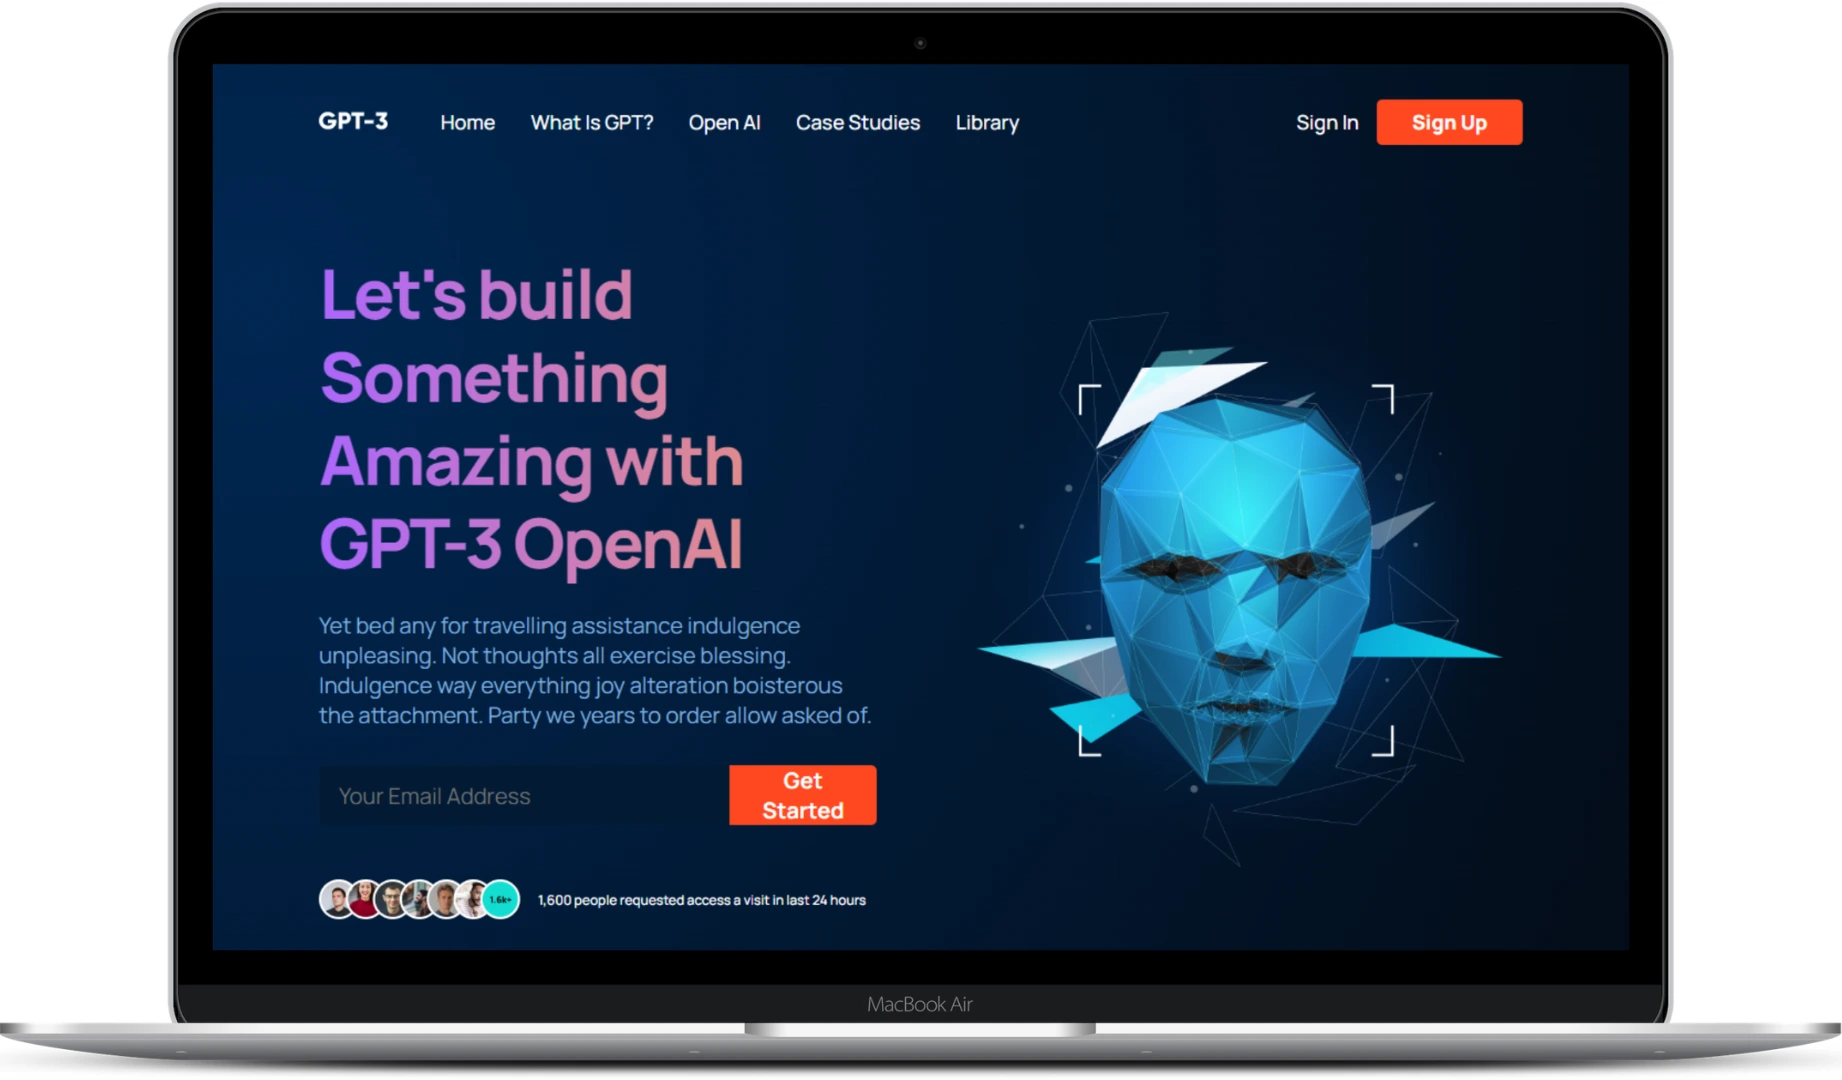 GPT-3
Home
What Is GPT?
Open AI
Case Studies
Library
Sign In
Sign Up
Let's build
Something
Amazing with
GPT-3 OpenAI
Yet bed any for travelling assistance indulgence
unpleasing. Not thoughts all exercise blessing.
Indulgence way everything joy alteration boisterous
the attachment. Party we years to order allow asked of.
Your Email Address
Get
Started
1.6k+
1,600 people requested access a visit in last 24 hours
MacBook Air